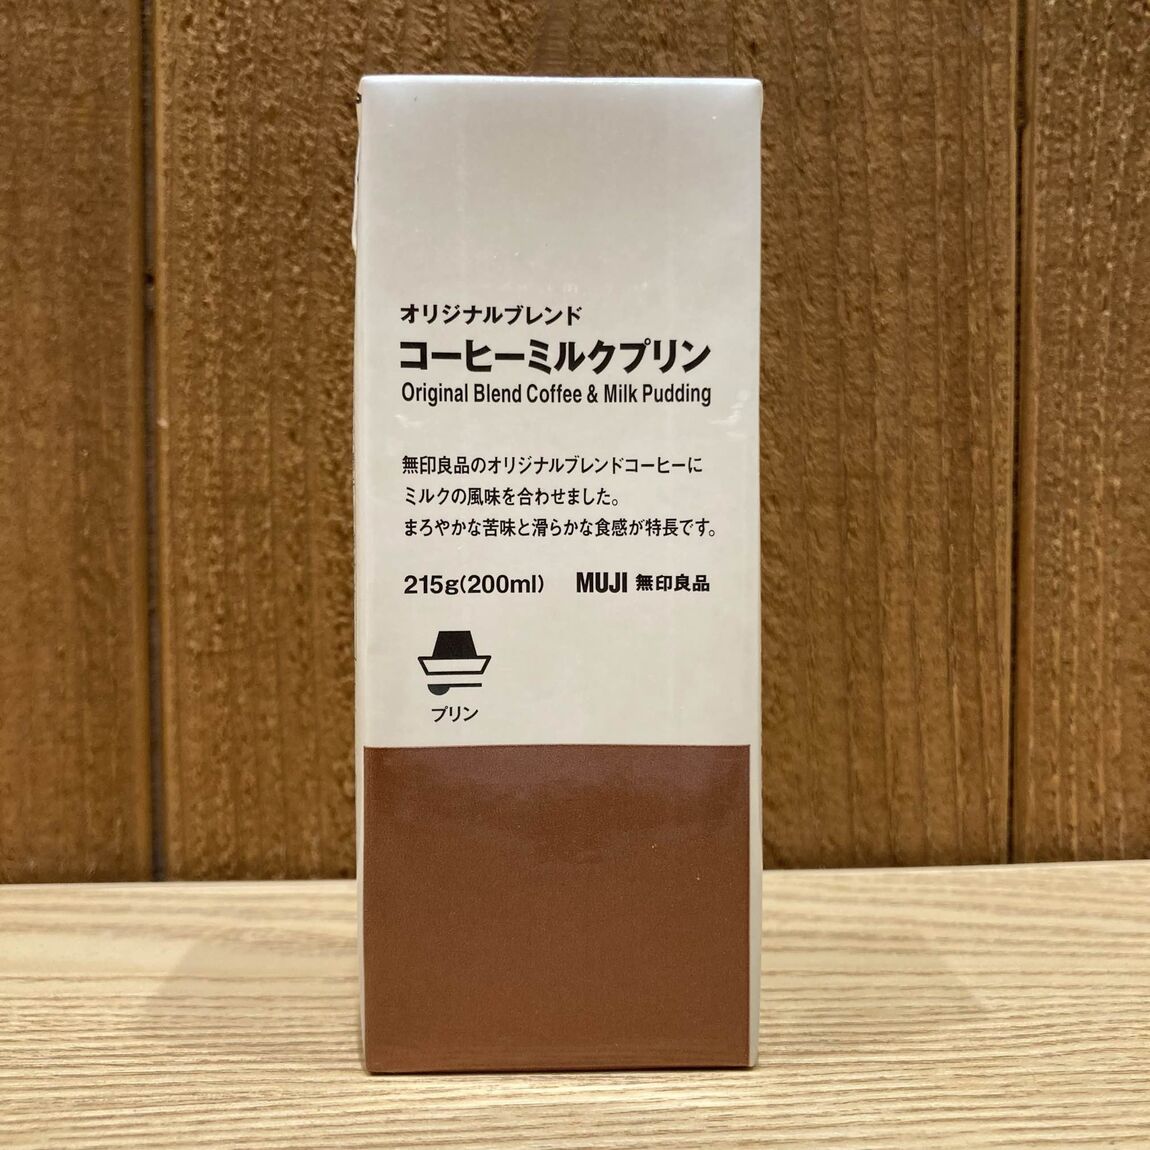 オリジナルブレンド
コーヒーミルクプリン
Original Blend Coffee & Milk Pudding
無印良品のオリジナルブレンドコーヒーに
ミルクの風味を合わせました。
まろやかな苦味と滑らかな食感が特長です。
215g(200ml) MUJI 無印良品
プリン